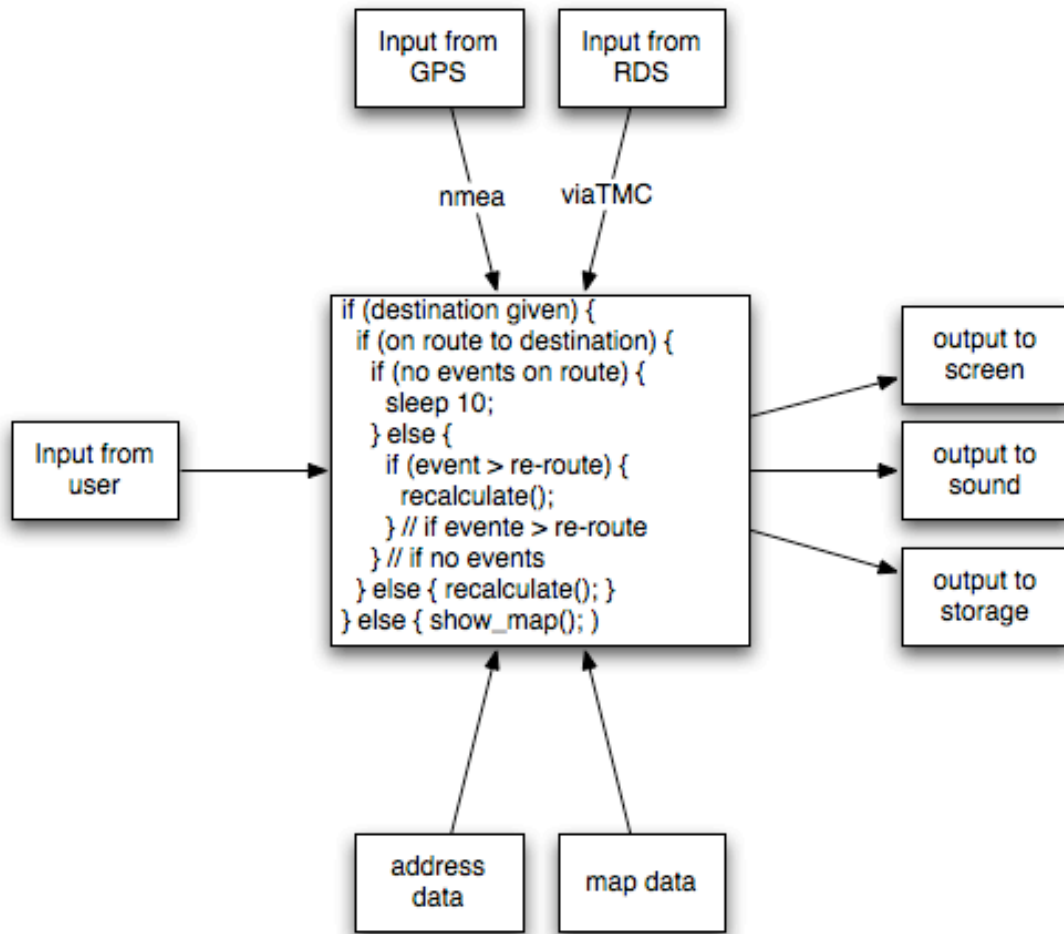 Input from
GPS
Input from
RDS
nmea
viaTMC
if (destination given) {
if (on route to destination) {
if (no events on route) {
sleep 10;
} else {
if (event > re-route) {
recalculate();
} // if evente > re-route
} // if no events
} else { recalculate(); }
} else { show_map(); )
Input from
user
output to
screen
output to
sound
output to
storage
address
data
map data